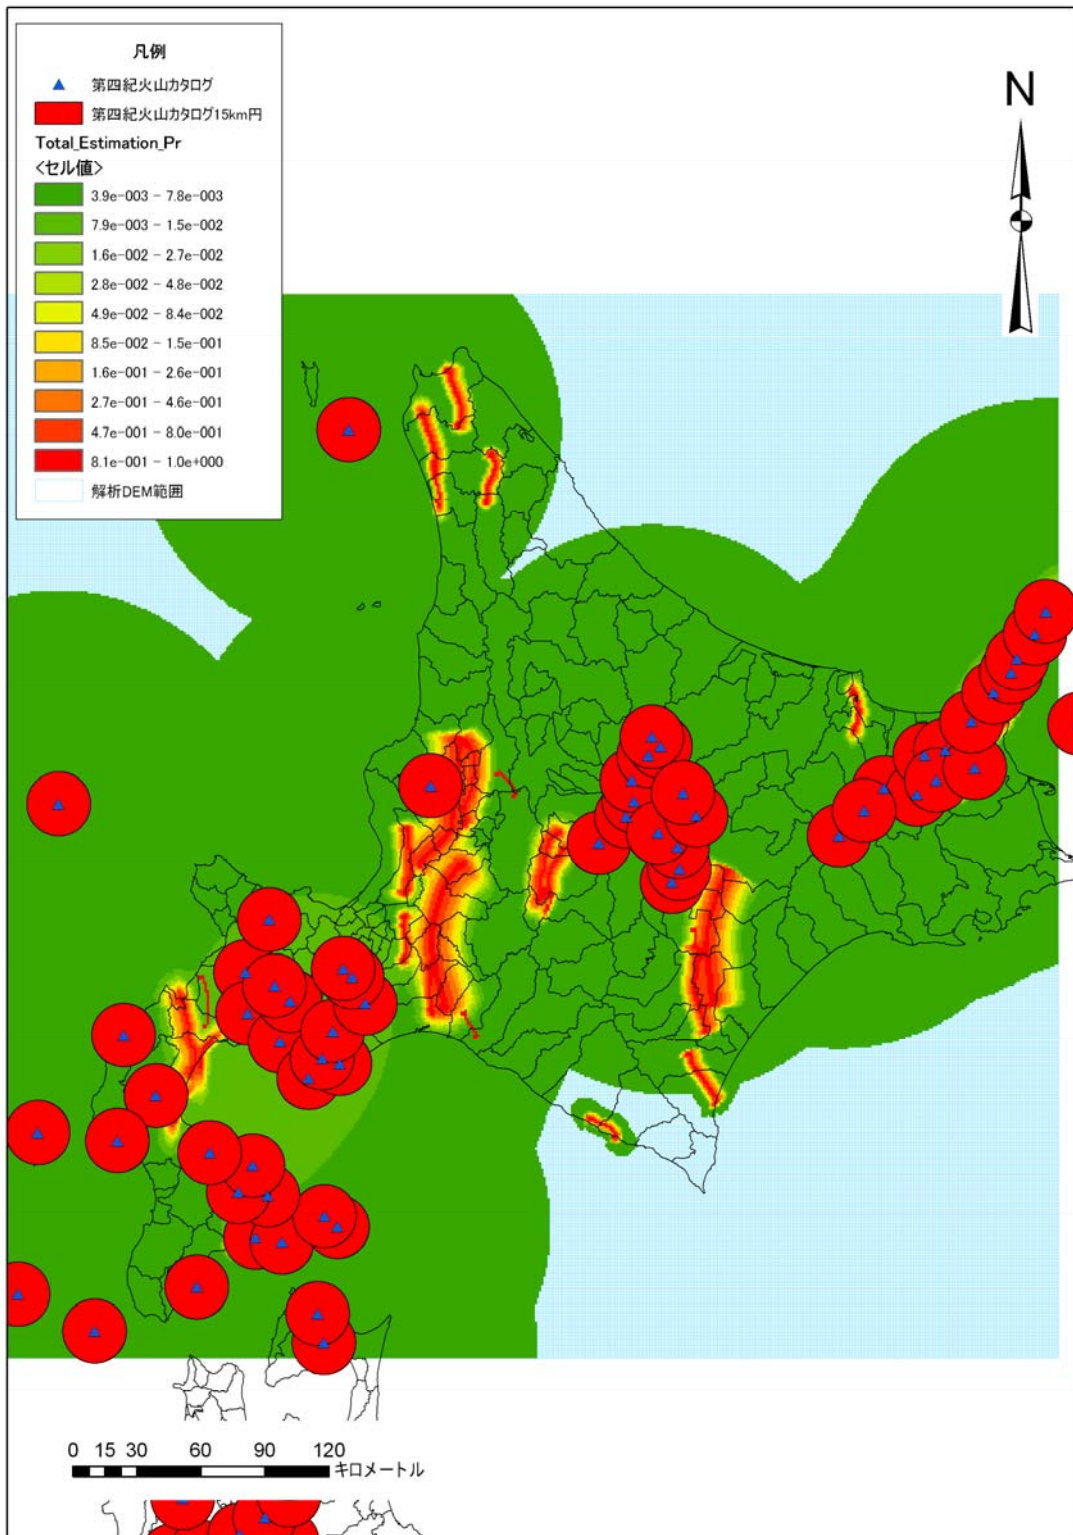 凡例
第四紀火山カタログ
第四紀火山カタログ15km円
Total_Estimation_Pr
<セル値>
3.9e-003 - 7.8e-003
7.9e-003 - 1.5e-002
1.6e-002 - 2.7e-002
2.8e-002 - 4.8e-002
4.9e-002 - 8.4e-002
8.5e-002 - 1.5e-001
1.6e-001 - 2.6e-001
2.7e-001 - 4.6e-001
4.7e-001 - 8.0e-001
8.1e-001 - 1.0e+000
解析DEM範囲
N
0 15 30 60 90 120
キロメートル